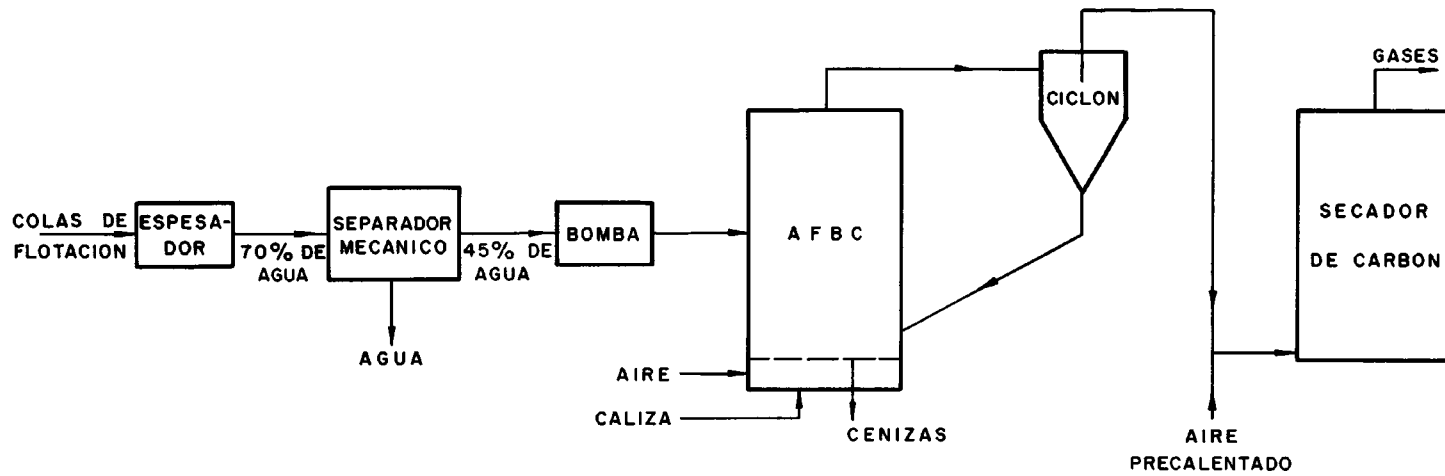 COLAS DE
FLOTACION
ESPESA-
DOR
70% DE
AGUA
SEPARADOR
MECANICO
AGUA
45% DE
AGUA
BOMBA
AFBC
AIRE
CALIZA
CENIZAS
CICLON
AIRE
PRECALENTADO
GASES
SECADOR
DE CARBON